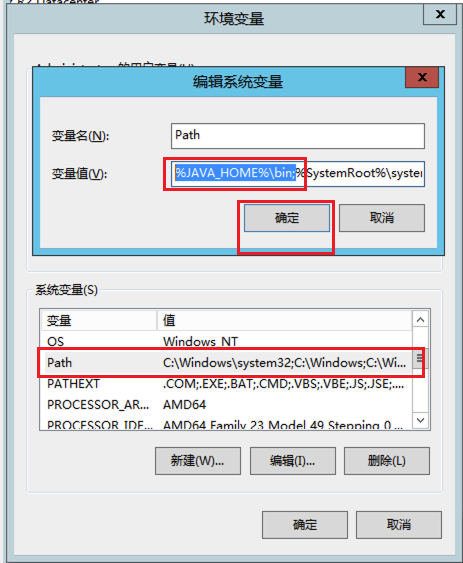 R2 Datacenter
环境变量
x
编辑系统变量
x
变量名(N):
Path
变量值(V):
%JAVA_HOME%\bin;%SystemRoot%\syste
确定
取消
系统变量(S)
变量
值
OS
Windows_NT
Path
C:\Windows\system32;C:\Windows;C:\Wi...
PATHEXT
.COM;.EXE;.BAT;.CMD;.VBS;.VBE;.JS;.JSE;....
PROCESSOR_AR...
AMD64
PROCESSOR_IDE...
AMD64 Family 23 Model 49 Stepping 0 ...
新建(W)...
编辑(I)...
删除(L)
确定
取消